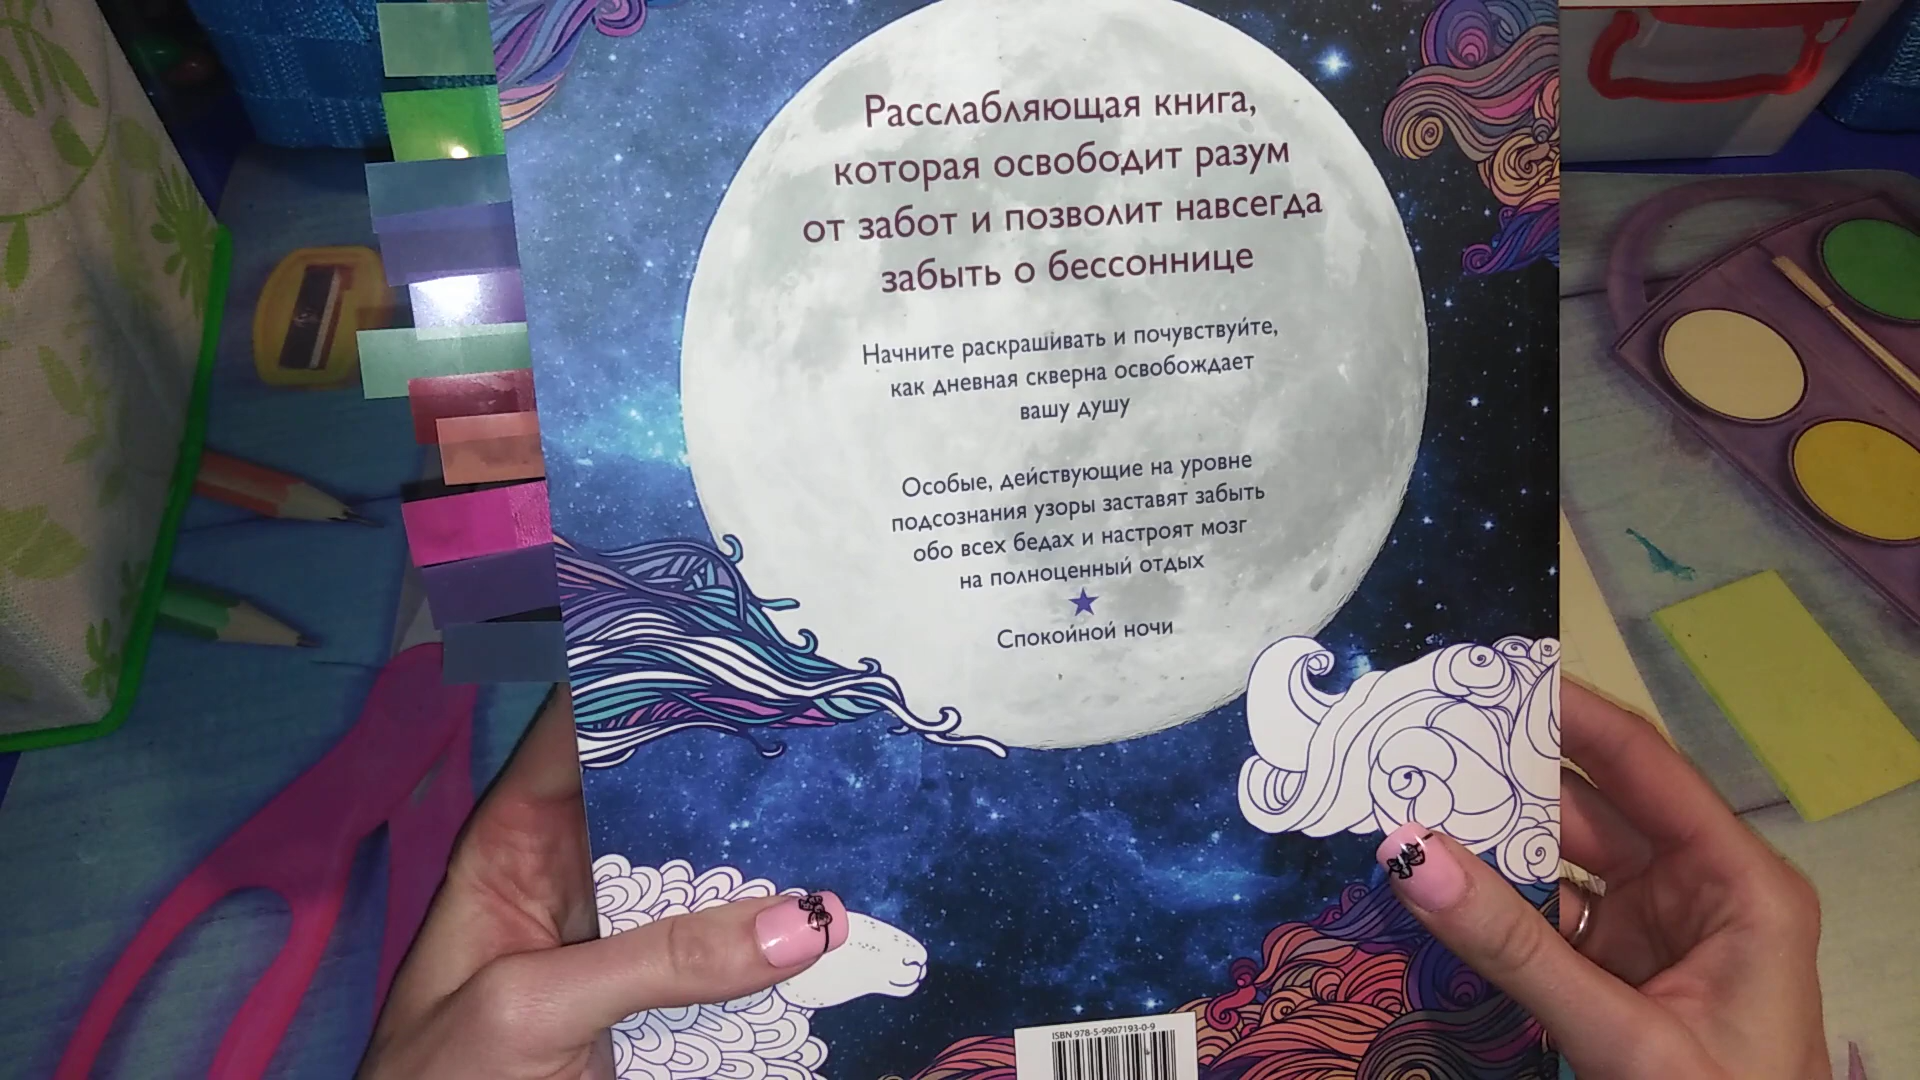 Расслабляющая книга,
которая освободит разум
от забот и позволит навсегда
забыть о бессоннице
Начните раскрашивать и почувствуйте,
как дневная скверна освобождает
вашу душу
Особые, действующие на уровне
подсознания узоры заставят забыть
обо всех бедах и настроят мозг
на полноценный отдых
Спокойной ночи
ISBN 978-5-9907193-0-9